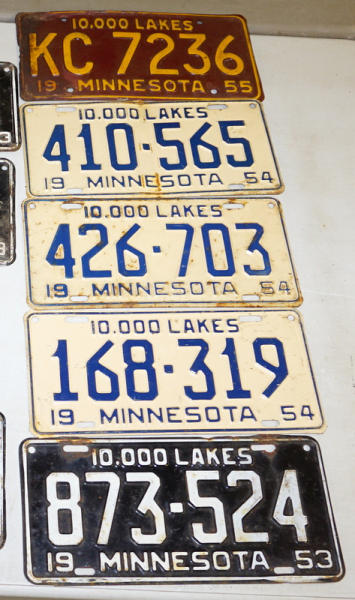 10,000 LAKES
KC 7236
19 MINNESOTA 55
10.000 LAKES
410·565
19 MINNESOTA 54
10.000 LAKES
426·703
19 MINNESOTA 54
10.000 LAKES
168·319
19 MINNESOTA 54
10.000 LAKES
873-524
19 MINNESOTA 53